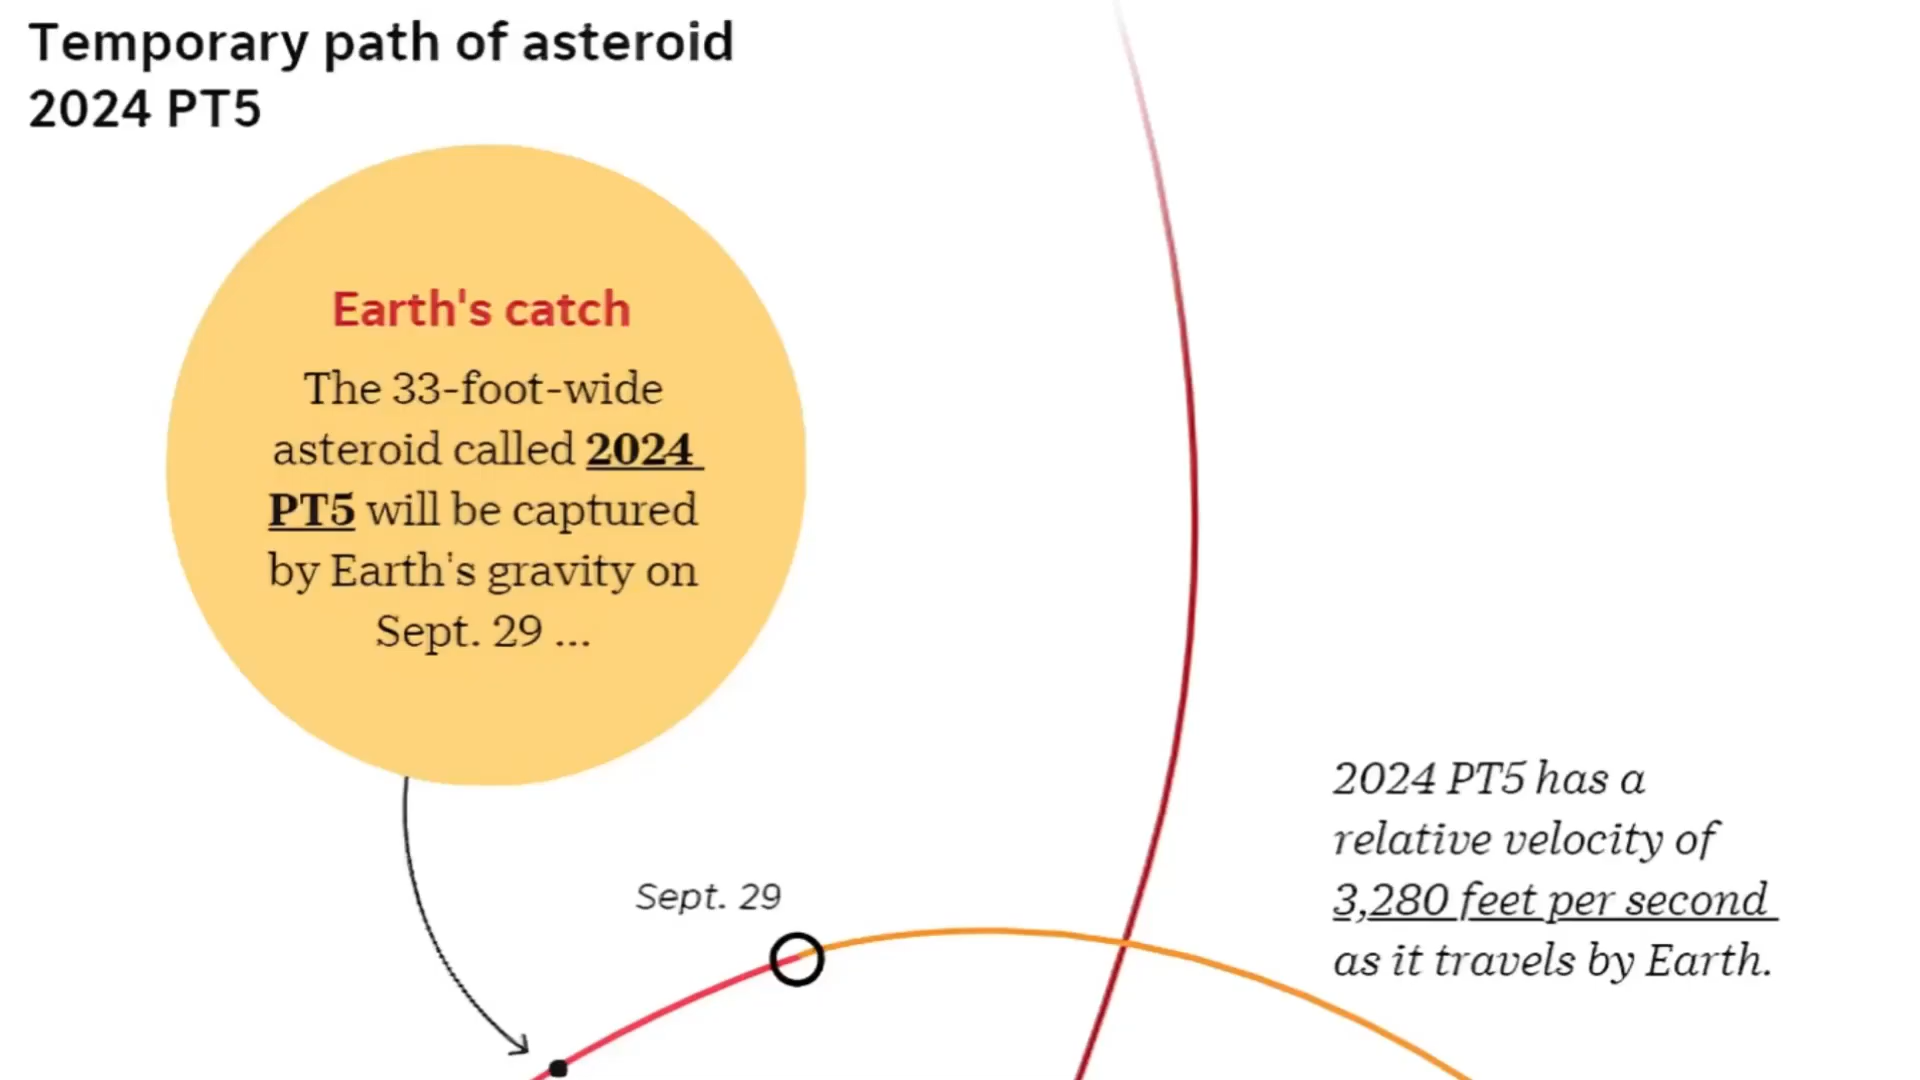 Temporary path of asteroid
2024 PT5
Earth's catch
The 33-foot-wide
asteroid called 2024
PT5 will be captured
by Earth's gravity on
Sept. 29 ...
Sept. 29
2024 PT5 has a
relative velocity of
3,280 feet per second
as it travels by Earth.